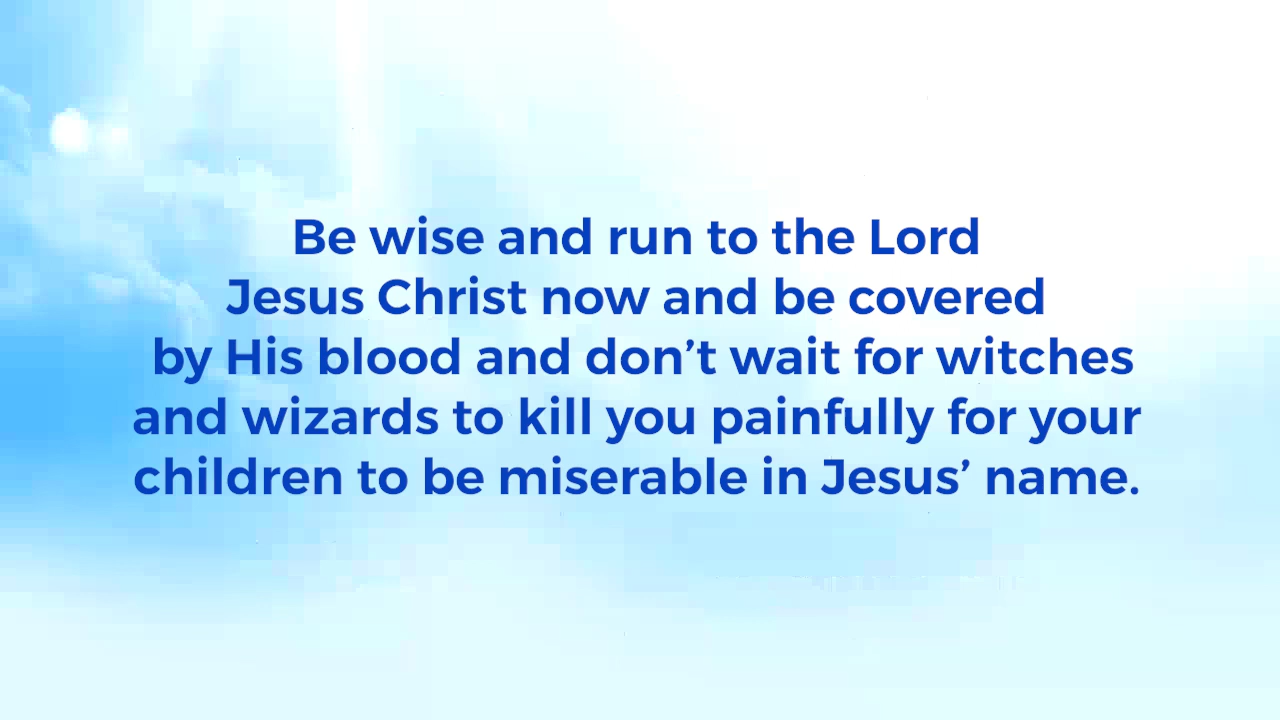 Be wise and run to the Lord
Jesus Christ now and be covered
by His blood and don’t wait for witches
and wizards to kill you painfully for your
children to be miserable in Jesus’ name.